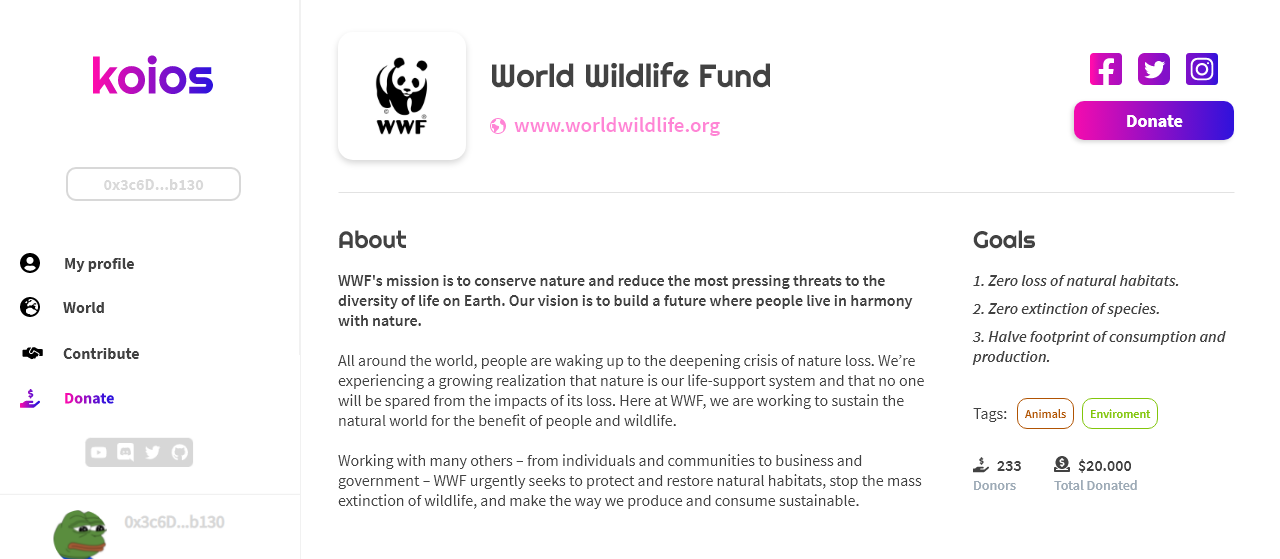 koios
0x3c6D...b130
My profile
World
Contribute
Donate
0x3c6D...b130
WWF
World Wildlife Fund
www.worldwildlife.org
Donate
About
WWF's mission is to conserve nature and reduce the most pressing threats to the
diversity of life on Earth. Our vision is to build a future where people live in harmony
with nature.
All around the world, people are waking up to the deepening crisis of nature loss. We’re
experiencing a growing realization that nature is our life-support system and that no one
will be spared from the impacts of its loss. Here at WWF, we are working to sustain the
natural world for the benefit of people and wildlife.
Working with many others – from individuals and communities to business and
government – WWF urgently seeks to protect and restore natural habitats, stop the mass
extinction of wildlife, and make the way we produce and consume sustainable.
Goals
1. Zero loss of natural habitats.
2. Zero extinction of species.
3. Halve footprint of consumption and
production.
Tags: Animals Enviroment
233 $20.000
Donors Total Donated